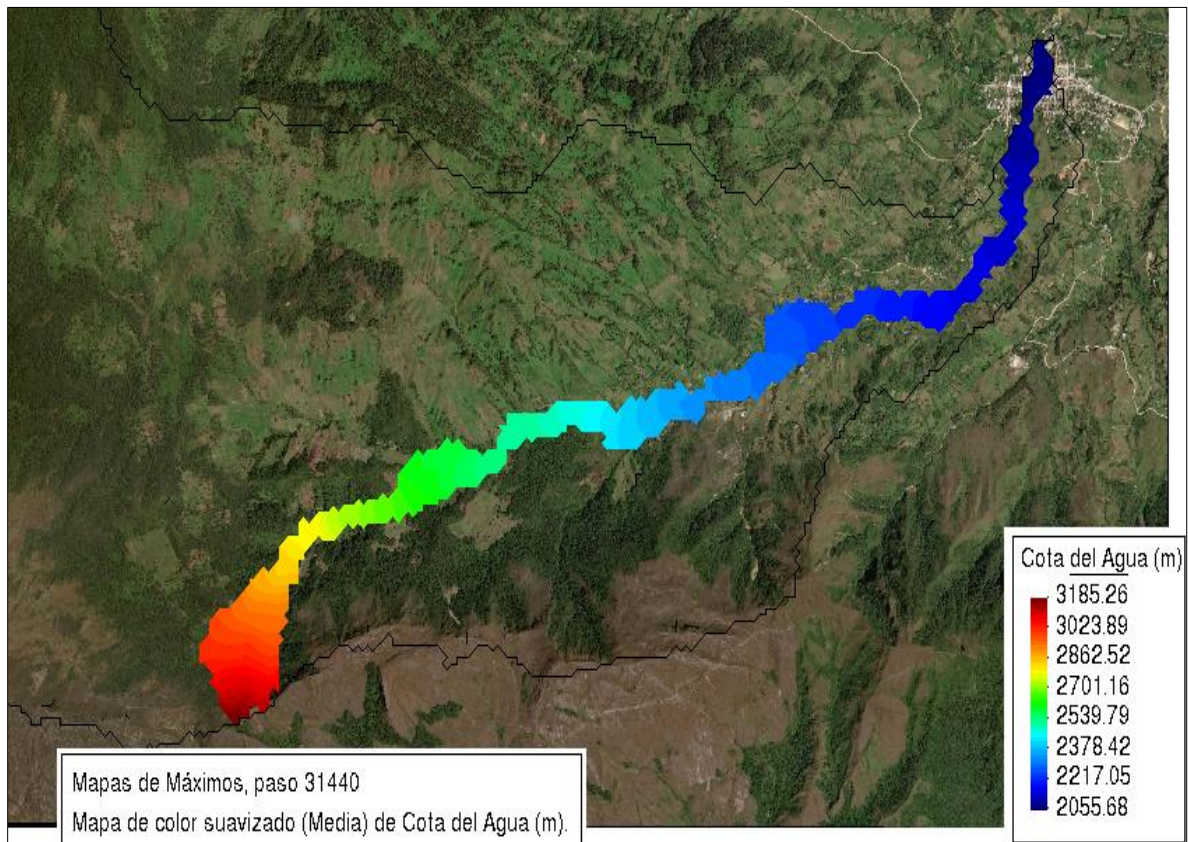 Cota del Agua (m)
3185.26
3023.89
2862.52
2701.16
2539.79
2378.42
2217.05
2055.68
Mapas de Máximos, paso 31440
Mapa de color suavizado (Media) de Cota del Agua (m).